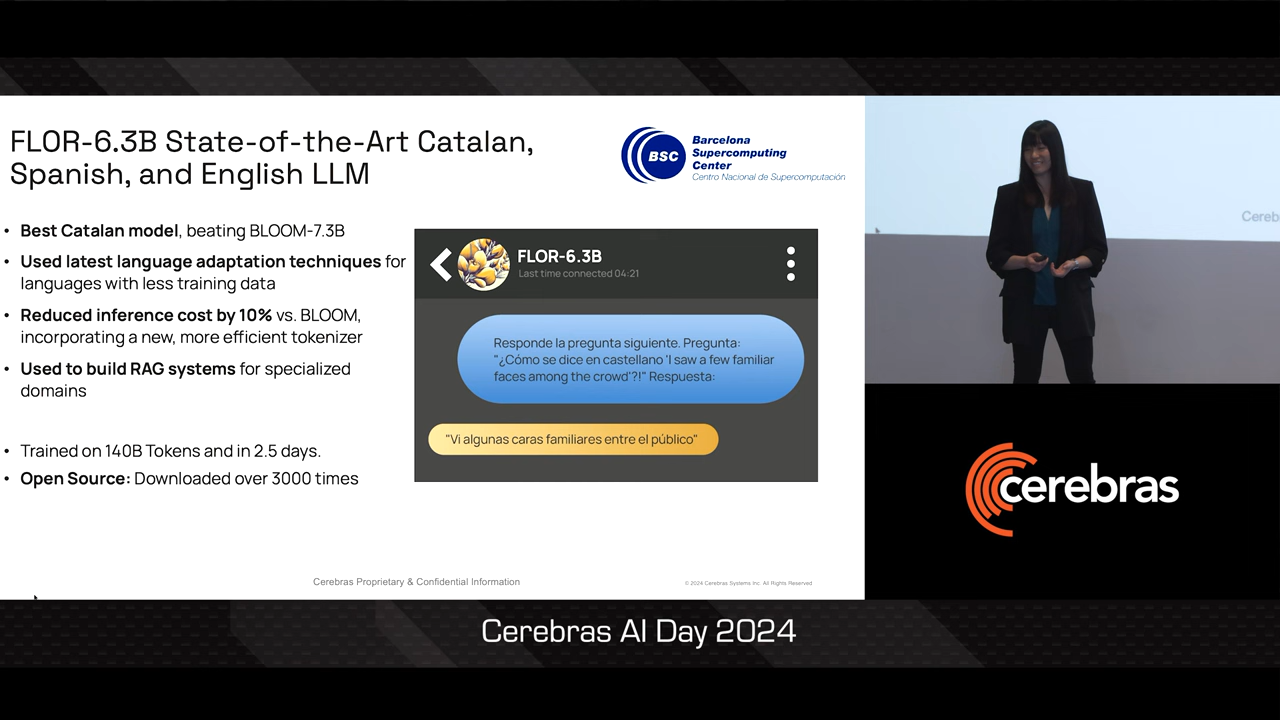 FLOR-6.3B State-of-the-Art Catalan,
Spanish, and English LLM
BSC
Barcelona
Supercomputing
Center
Centro Nacional de Supercomputación
• Best Catalan model, beating BLOOM-7.3B
• Used latest language adaptation techniques for
languages with less training data
• Reduced inference cost by 10% vs. BLOOM,
incorporating a new, more efficient tokenizer
• Used to build RAG systems for specialized
domains
• Trained on 140B Tokens and in 2.5 days.
• Open Source: Downloaded over 3000 times
FLOR-6.3B
Last time connected 04:21
Responde la pregunta siguiente. Pregunta:
"¿Cómo se dice en castellano 'I saw a few familiar
faces among the crowd'?!" Respuesta:
"Vi algunas caras familiares entre el público"
Cerebras Proprietary & Confidential Information
© 2024 Cerebras Systems Inc. All Rights Reserved
Cereb
cerebras
Cerebras AI Day 2024